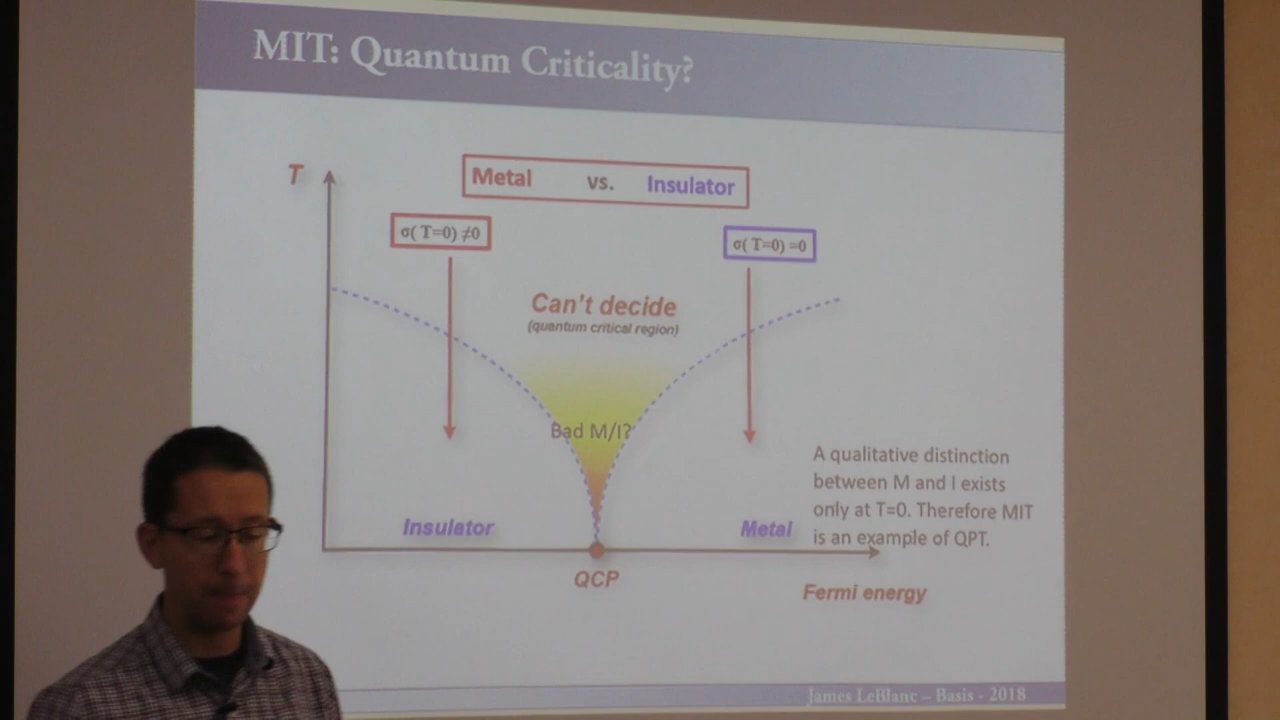 MIT: Quantum Criticality?
T
Metal vs. Insulator
σ( T=0) ≠0
σ( T=0) =0
Can't decide
(quantum critical region)
Bad M/I?
A qualitative distinction
between M and I exists
only at T=0. Therefore MIT
is an example of QPT.
Insulator
Metal
QCP
Fermi energy
James LeBlanc – Basis - 2018